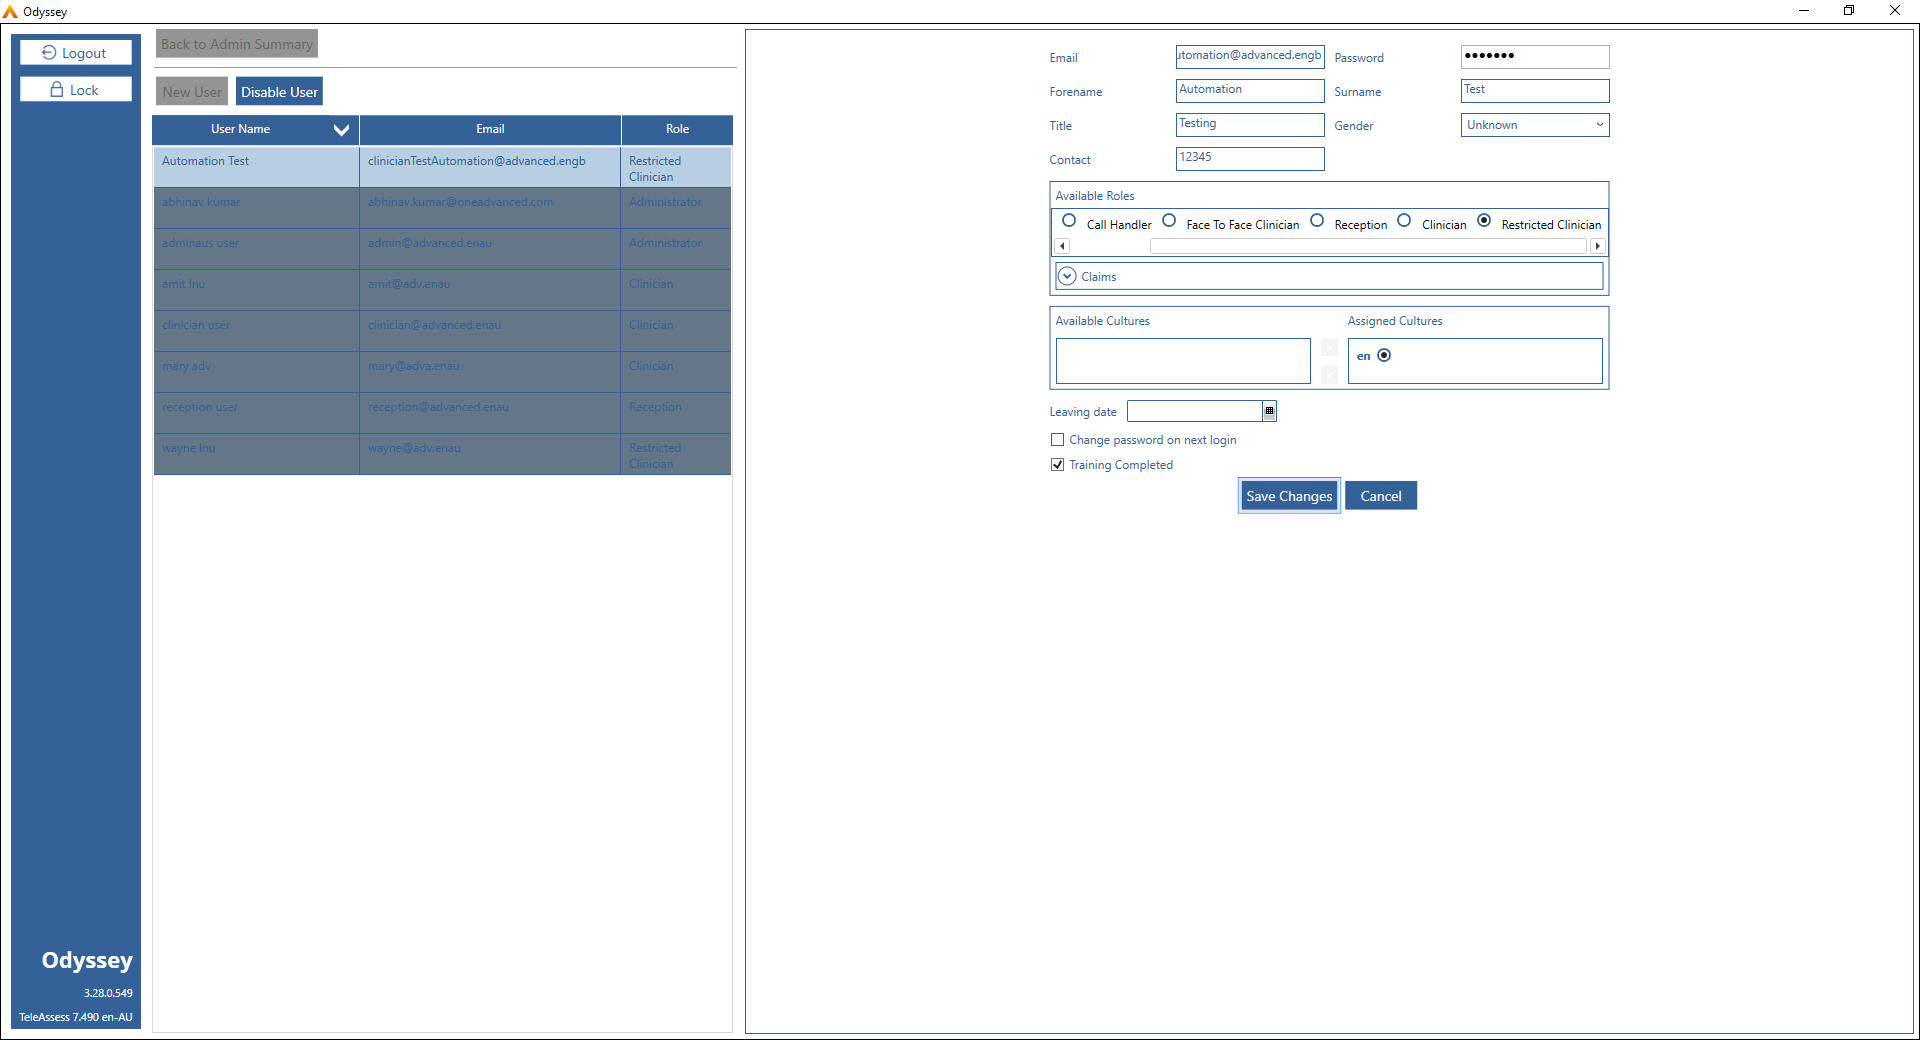 Odyssey
Logout
Lock
Back to Admin Summary
New User
Disable User
User Name Email Role
Automation Test clinicianTestAutomation@advanced.engb Restricted Clinician
abhinav kumar abhinav.kumar@oneadvanced.com Administrator
adminaus user admin@advanced.enau Administrator
amit lnu amit@adv.enau Clinician
clinician user clinician@advanced.enau Clinician
mary adv mary@adva.enau Clinician
reception user reception@advanced.enau Reception
wayne lnu wayne@adv.enau Restricted Clinician
Odyssey
3.28.0.549
TeleAssess 7.490 en-AU
Email utomation@advanced.engb Password
Forename Automation Surname Test
Title Testing Gender Unknown
Contact 12345
Available Roles
Call Handler Face To Face Clinician Reception Clinician Restricted Clinician
Claims
Available Cultures Assigned Cultures
en
Leaving date
Change password on next login
Training Completed
Save Changes Cancel